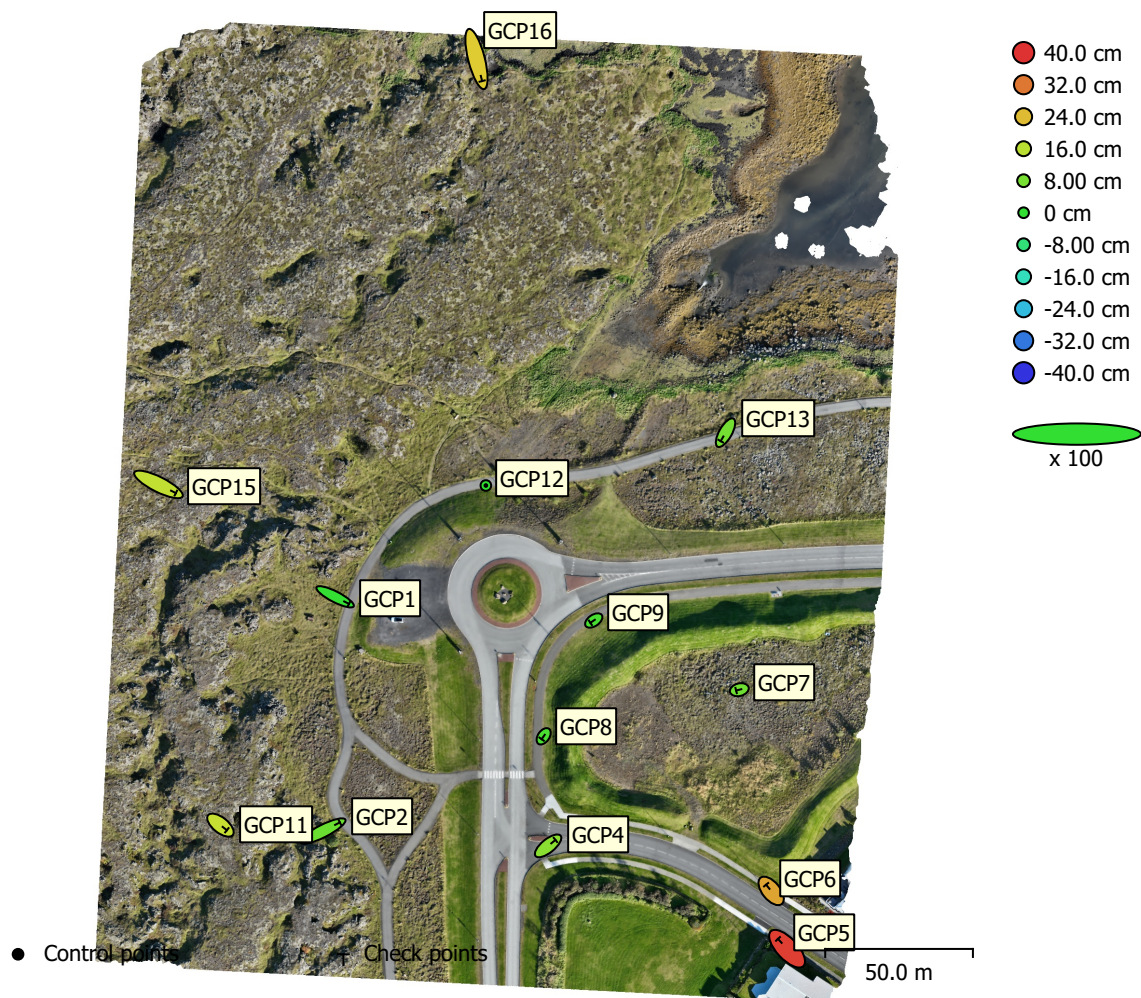 GCP16
40.0 cm
32.0 cm
24.0 cm
16.0 cm
8.00 cm
0 cm
-8.00 cm
-16.0 cm
-24.0 cm
-32.0 cm
-40.0 cm
x 100
GCP13
GCP12
GCP15
GCP1
GCP9
GCP7
GCP8
GCP2
GCP11
GCP4
GCP6
GCP5
Control points
Check points
50.0 m